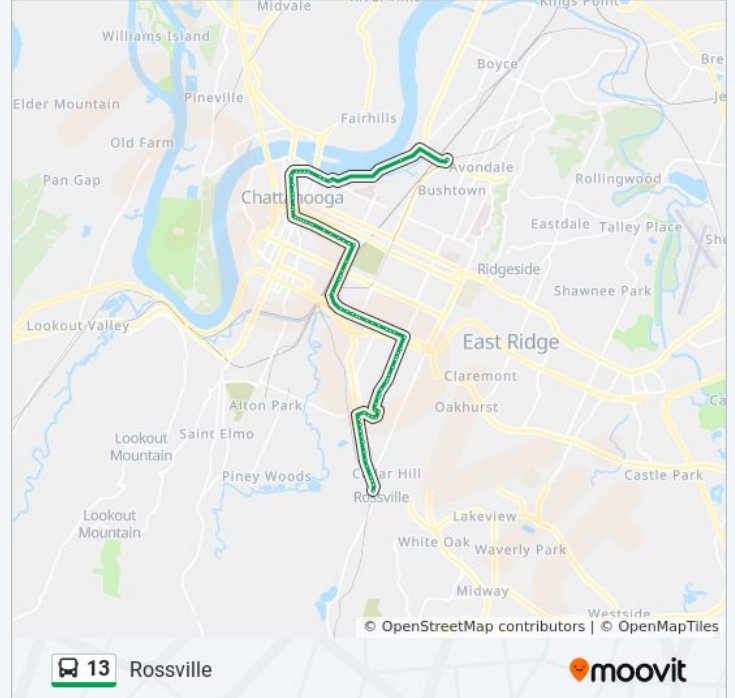 Midvale
Kings Point
Williams Island
Boyce
Bre
Pineville
Je
Elder Mountain
Fairhills
Old Farm
Avondale
Pan Gap
Rollingwood
Bushtown
Chattanooga
Eastdale
Talley Place
She
Ridgeside
Shawnee Park
Lookout Valley
East Ridge
Claremont
Ca
Alton Park
Oakhurst
Lookout
Mountain
Saint Elmo
Cedar Hill
Piney Woods
Castle Park
Rossville
Lookout
Mountain
Lakeview
White Oak
Waverly Park
Midway
Westside
© OpenStreetMap contributors | © OpenMapTiles
13 Rossville
moovit